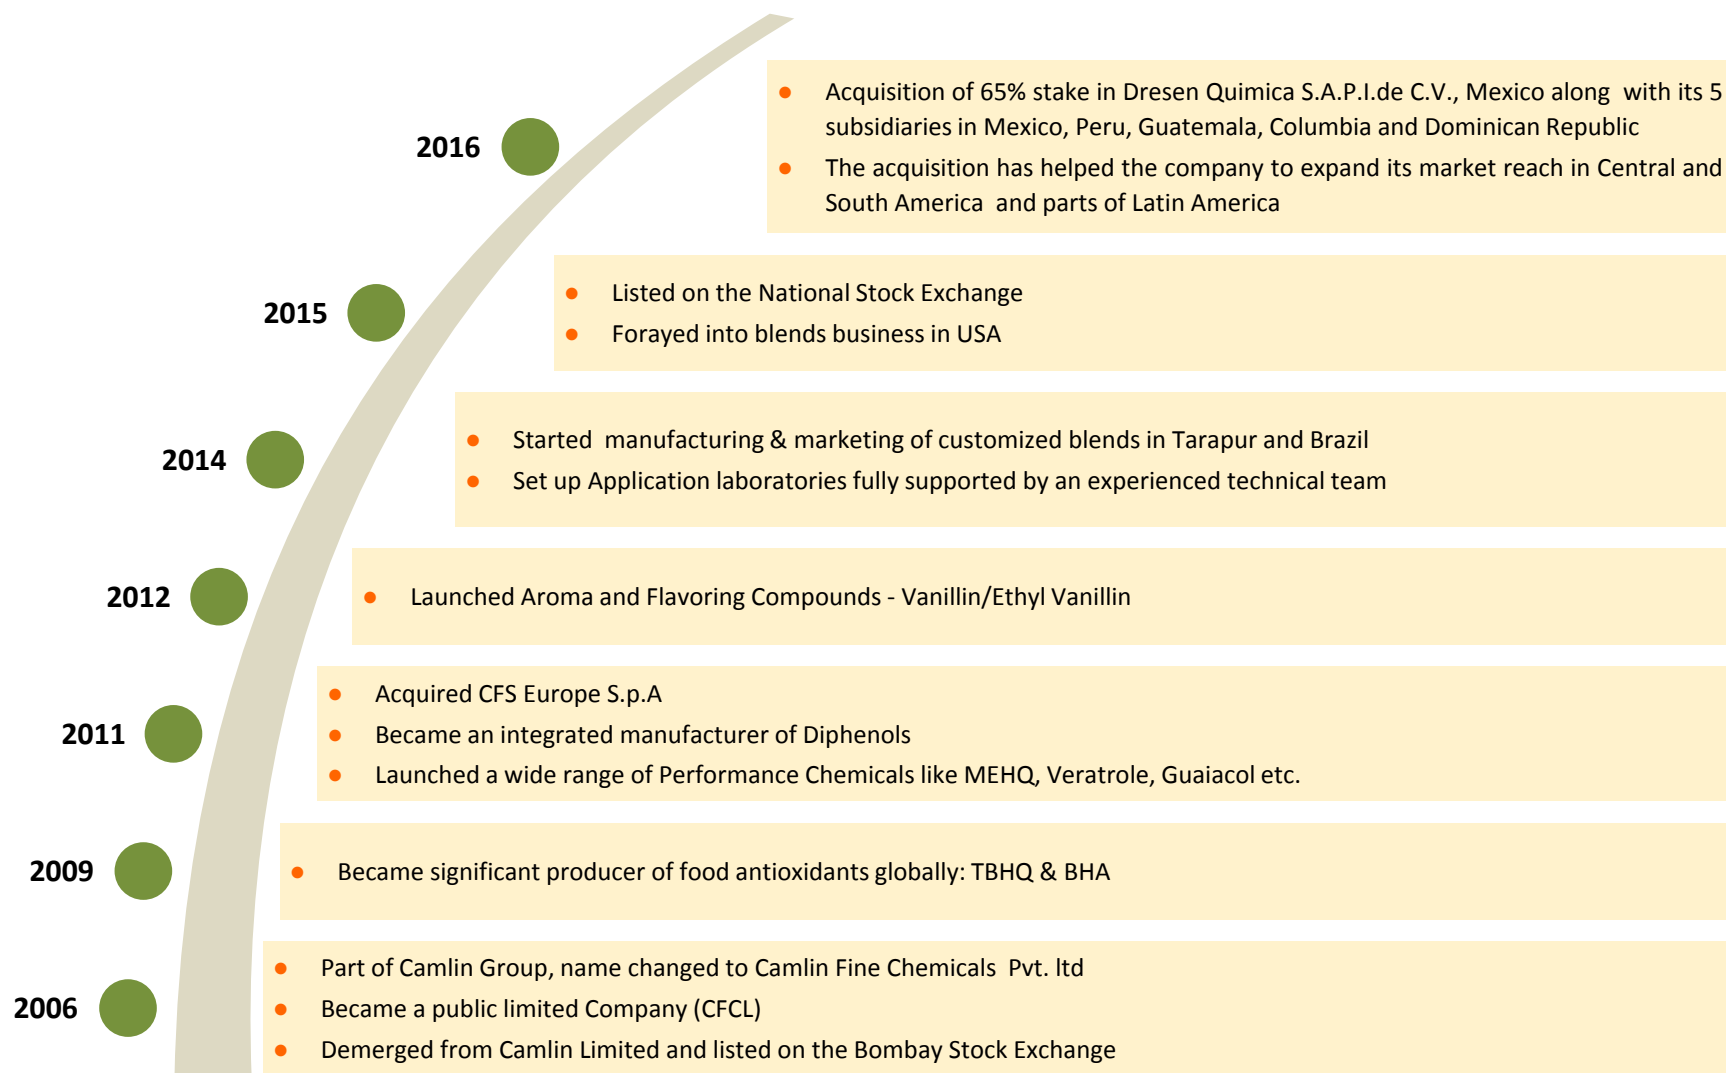 2016
● Acquisition of 65% stake in Dresen Quimica S.A.P.I.de C.V., Mexico along with its 5
subsidiaries in Mexico, Peru, Guatemala, Columbia and Dominican Republic
● The acquisition has helped the company to expand its market reach in Central and
South America and parts of Latin America
2015
● Listed on the National Stock Exchange
● Forayed into blends business in USA
2014
● Started manufacturing & marketing of customized blends in Tarapur and Brazil
● Set up Application laboratories fully supported by an experienced technical team
2012
● Launched Aroma and Flavoring Compounds - Vanillin/Ethyl Vanillin
2011
● Acquired CFS Europe S.p.A
● Became an integrated manufacturer of Diphenols
● Launched a wide range of Performance Chemicals like MEHQ, Veratrole, Guaiacol etc.
2009
● Became significant producer of food antioxidants globally: TBHQ & BHA
2006
● Part of Camlin Group, name changed to Camlin Fine Chemicals Pvt. ltd
● Became a public limited Company (CFCL)
● Demerged from Camlin Limited and listed on the Bombay Stock Exchange